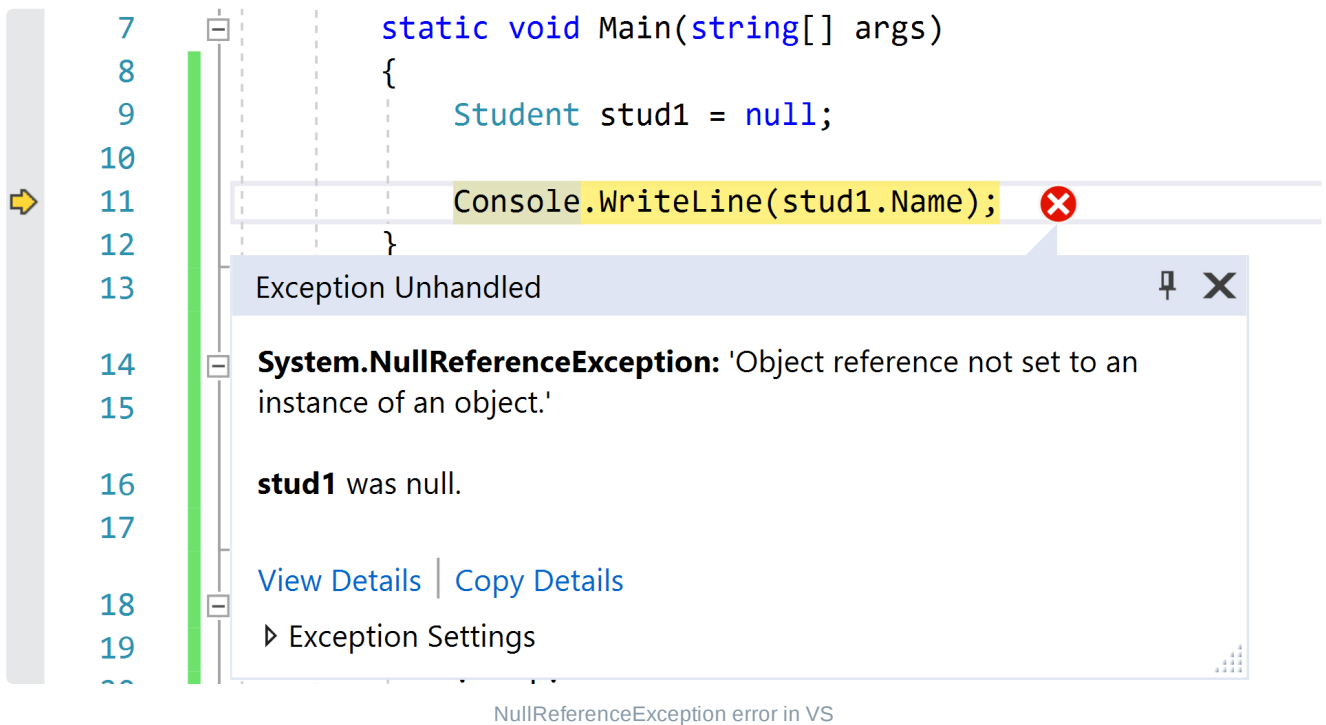 7 static void Main(string[] args)
8 {
9 Student stud1 = null;
10
11 Console.WriteLine(stud1.Name);
12 }
13
Exception Unhandled
14
System.NullReferenceException: 'Object reference not set to an
15
instance of an object.'
16
stud1 was null.
17
View Details | Copy Details
18
Exception Settings
19
NullReferenceException error in VS